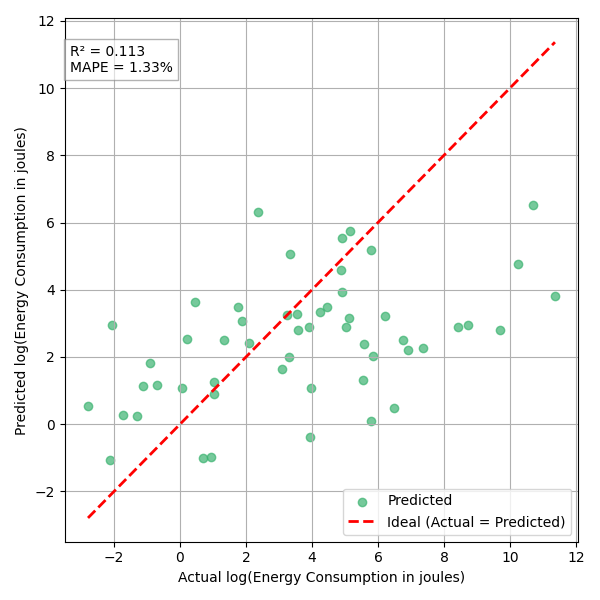 R² = 0.113
MAPE = 1.33%
12
10
8
6
4
2
0
−2
Predicted log(Energy Consumption in joules)
Predicted
Ideal (Actual = Predicted)
−2 0 2 4 6 8 10 12
Actual log(Energy Consumption in joules)